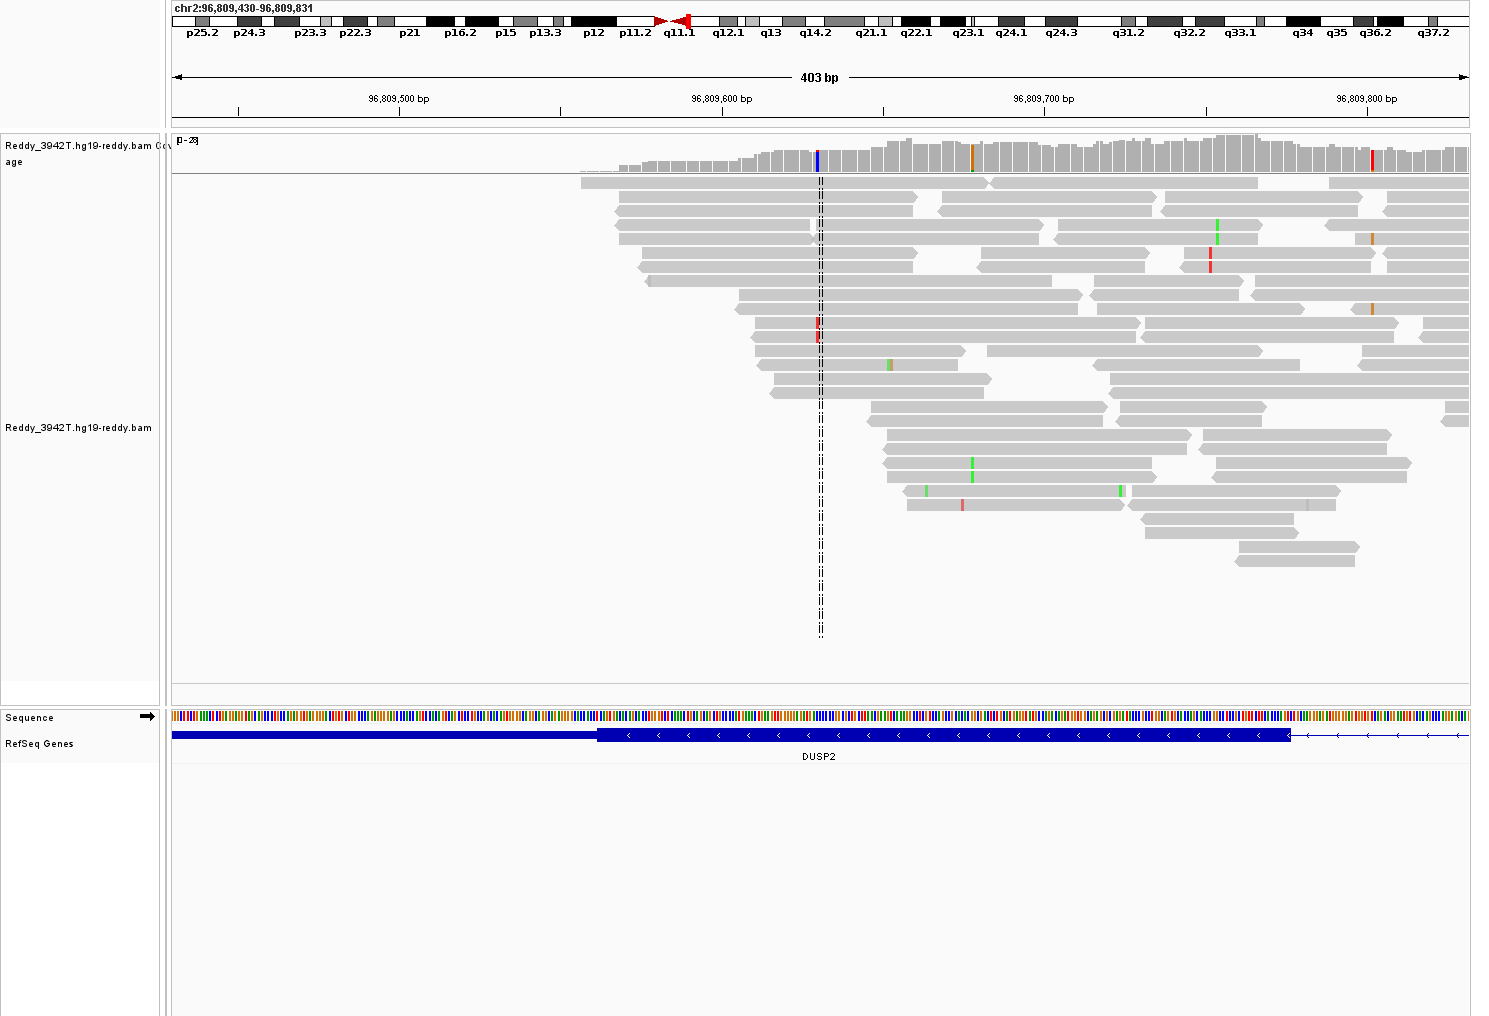 chr2:96,809,430-96,809,831
p25.2 p24.3 p23.3 p22.3 p21 p16.2 p15 p13.3 p12 p11.2 q11.1 q12.1 q13 q14.2 q21.1 q22.1 q23.1 q24.1 q24.3 q31.2 q32.2 q33.1 q34 q35 q36.2 q37.2
403 bp
96,809,500 bp 96,809,600 bp 96,809,700 bp 96,809,800 bp
Reddy_3942T.hg19-reddy.bam Cov
age
[0 - 28]
Reddy_3942T.hg19-reddy.bam
Sequence
RefSeq Genes
DUSP2